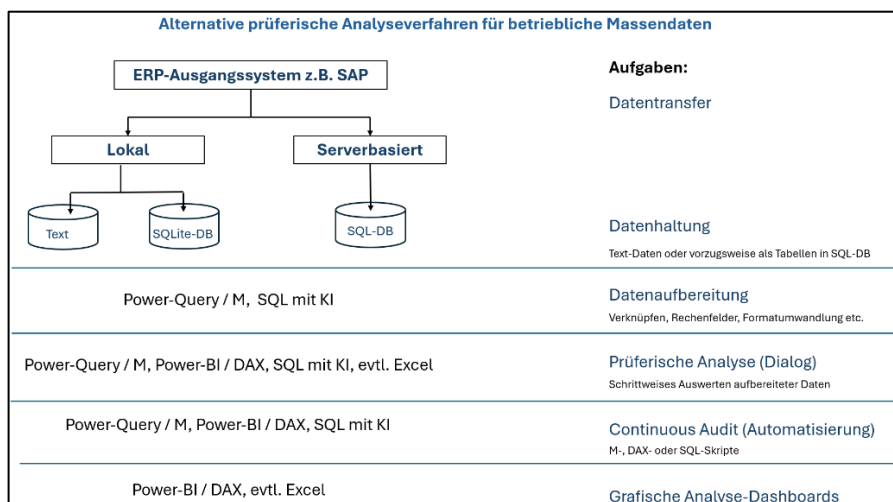 Alternative prüferische Analyseverfahren für betriebliche Massendaten
ERP-Ausgangssystem z.B. SAP
Aufgaben:
Datentransfer
Lokal
Serverbasiert
Text
SQLite-DB
SQL-DB
Datenhaltung
Text-Daten oder vorzugsweise als Tabellen in SQL-DB
Power-Query / M, SQL mit KI
Datenaufbereitung
Verknüpfen, Rechenfelder, Formatumwandlung etc.
Power-Query / M, Power-BI / DAX, SQL mit KI, evtl. Excel
Prüferische Analyse (Dialog)
Schrittweises Auswerten aufbereiteter Daten
Power-Query / M, Power-BI / DAX, SQL mit KI
Continuous Audit (Automatisierung)
M-, DAX- oder SQL-Skripte
Power-BI / DAX, evtl. Excel
Grafische Analyse-Dashboards